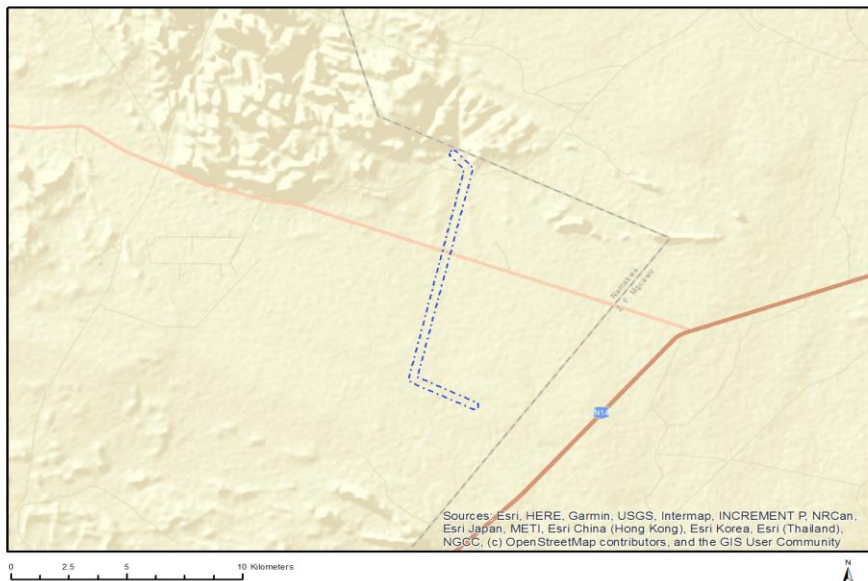 Namakwa
Z F Mgcawu
N14
Sources: Esri, HERE, Garmin, USGS, Intermap, INCREMENT P, NRCan,
Esri Japan, METI, Esri China (Hong Kong), Esri Korea, Esri (Thailand),
NGCC, (c) OpenStreetMap contributors, and the GIS User Community
0 2.5 5 10 Kilometers
N